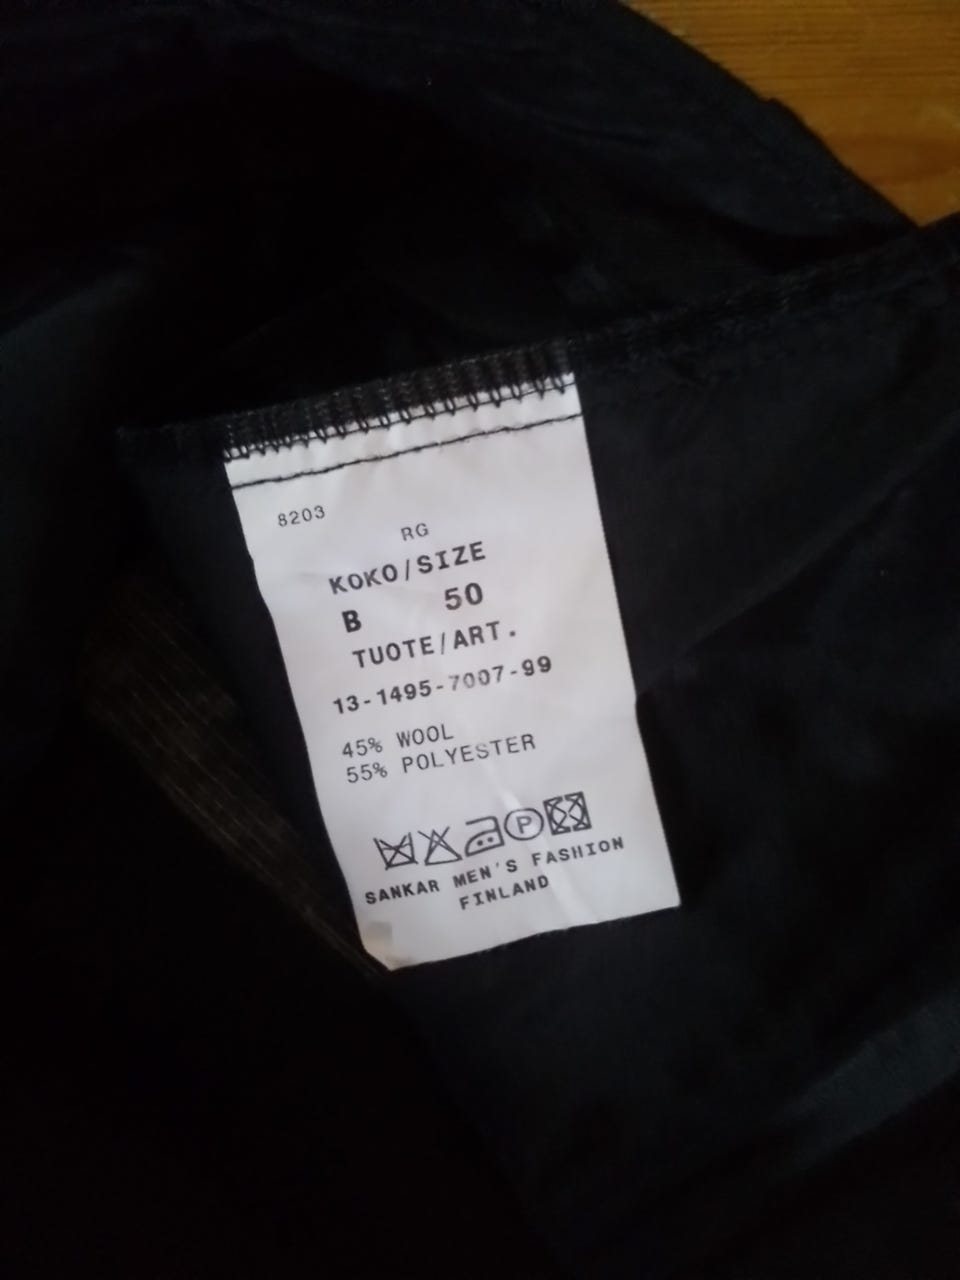 8203
RG
KOKO/SIZE
B 50
TUOTE/ART.
13-1495-7007-99
45% WOOL
55% POLYESTER
P
SANKAR MEN'S FASHION
FINLAND